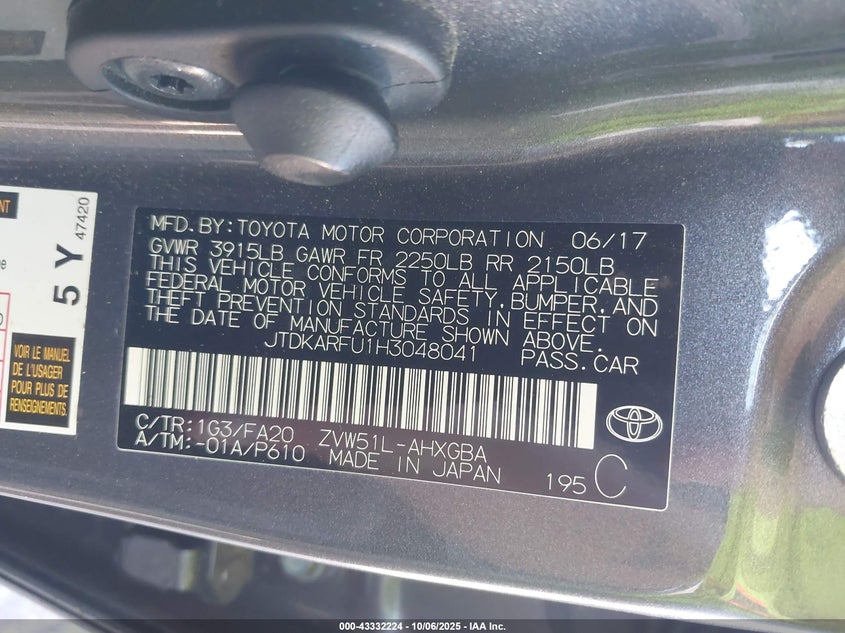 NT
47420
5 Y
VOIR LE MANUEL
DE L'USAGER
POUR PLUS DE
RENSEIGNEMENTS.
MFD.BY:TOYOTA MOTOR CORPORATION 06/17
GVWR 3915LB GAWR FR 2250LB RR 2150LB
THIS VEHICLE CONFORMS TO ALL APPLICABLE
FEDERAL MOTOR VEHICLE SAFETY,BUMPER,AND
THEFT PREVENTION STANDARDS IN EFFECT ON
THE DATE OF MANUFACTURE SHOWN ABOVE.
JTDKARFU1H3048041 PASS.CAR
C/TR:1G3/FA20 ZVW51L-AHXGBA
A/TM:-01A/P610 MADE IN JAPAN 195 C
000-43332224 - 10/06/2025 - IAA Inc.